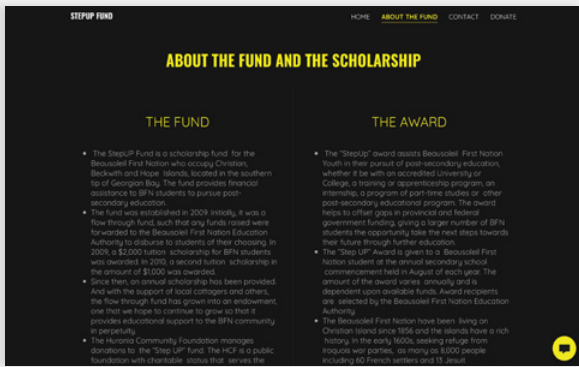 STEPUP FUND
HOME ABOUT THE FUND CONTACT DONATE
ABOUT THE FUND AND THE SCHOLARSHIP
THE FUND
The StepUP Fund is a scholarship fund for the
Beausoleil First Nation who occupy Christian,
Beckwith and Hope Islands, located in the southern
tip of Georgian Bay. The fund provides financial
assistance to BFN students to pursue post-
secondary education.
The fund was established in 2009. Initially, it was a
flow through fund, such that any funds raised were
forwarded to the Beausoleil First Nation Education
Authority to disburse to students of their choosing. In
2009, a $2,000 tuition scholarship for BFN students
was awarded. In 2010, a second tuition scholarship in
the amount of $1,000 was awarded.
Since then, an annual scholarship has been provided.
And with the support of local cottagers and others,
the flow through fund has grown into an endowment,
one that we hope to continue to grow so that it
provides educational support to the BFN community
in perpetuity.
The Huronia Community Foundation manages
donations to the "Step UP" fund. The HCF is a public
foundation with charitable status that serves the
THE AWARD
The "StepUp" award assists Beausoleil First Nation
Youth in their pursuit of post-secondary education,
whether it be with an accredited University or
College, a training or apprenticeship program, an
internship, a program of part-time studies or other
post-secondary educational program. The award
helps to offset gaps in provincial and federal
government funding, giving a larger number of BFN
students the opportunity take the next steps towards
their future through further education.
The "Step UP" Award is given to a Beausoleil First
Nation student at the annual secondary school
commencement held in August of each year. The
amount of the award varies annually and is
dependent upon available funds. Award recipients
are selected by the Beausoleil First Nation Education
Authority.
The Beausoleil First Nation have been living on
Christian Island since 1856 and the islands have a rich
history. In the early 1600s, seeking refuge from
Iroquois war parties, as many as 8,000 people
including 60 French settlers and 13 Jesuit